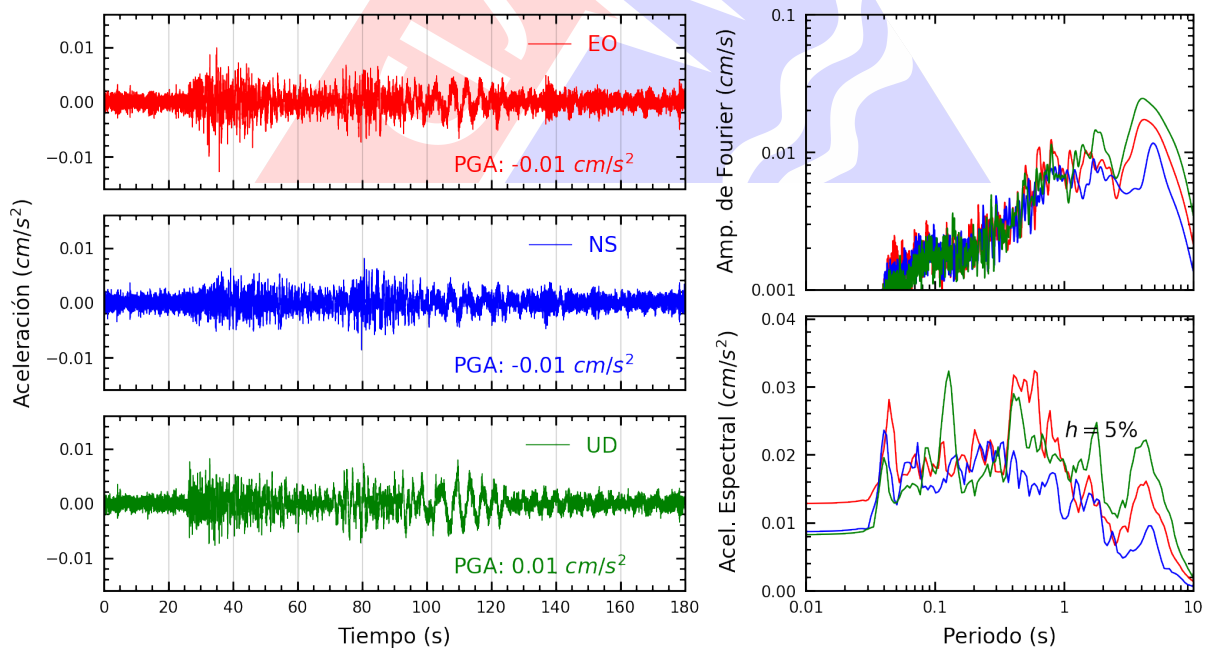 Aceleración (cm/s²)
0.01
0.00
−0.01
EO
PGA: -0.01 cm/s²
0.01
0.00
−0.01
NS
PGA: -0.01 cm/s²
0.01
0.00
−0.01
UD
PGA: 0.01 cm/s²
0 20 40 60 80 100 120 140 160 180
Tiempo (s)
Amp. de Fourier (cm/s)
0.1
0.01
0.001
Acel. Espectral (cm/s²)
0.04
0.03
0.02
0.01
0.00
h = 5%
0.01 0.1 1 10
Periodo (s)